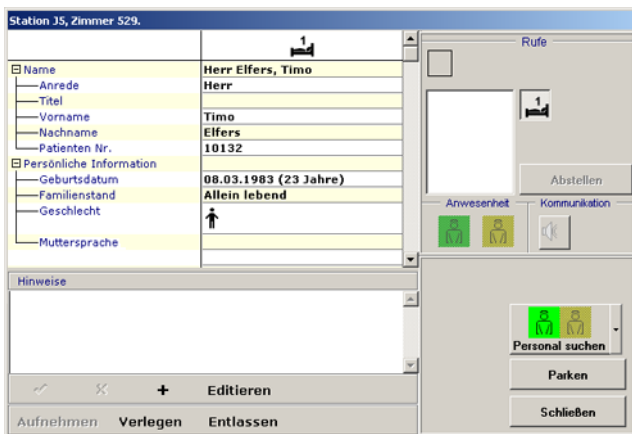 Station J5, Zimmer 529.
1
Name Herr Elfers, Timo
Anrede Herr
Titel
Vorname Timo
Nachname Elfers
Patienten Nr. 10132
Persönliche Information
Geburtsdatum 08.03.1983 (23 Jahre)
Familienstand Allein lebend
Geschlecht
Muttersprache
Hinweise
Editieren
Aufnehmen Verlegen Entlassen
Rufe
1
Abstellen
Anwesenheit Kommunikation
Personal suchen
Parken
Schließen